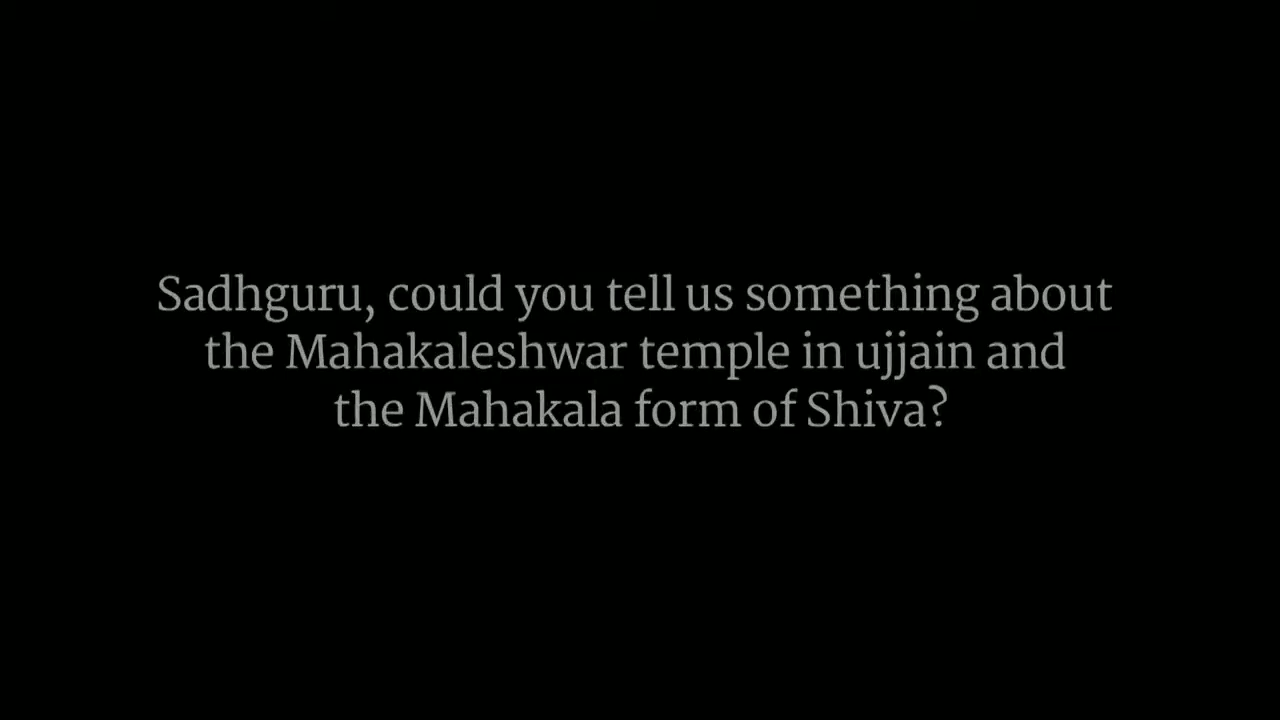 Sadhguru, could you tell us something about
the Mahakaleshwar temple in ujjain and
the Mahakala form of Shiva?